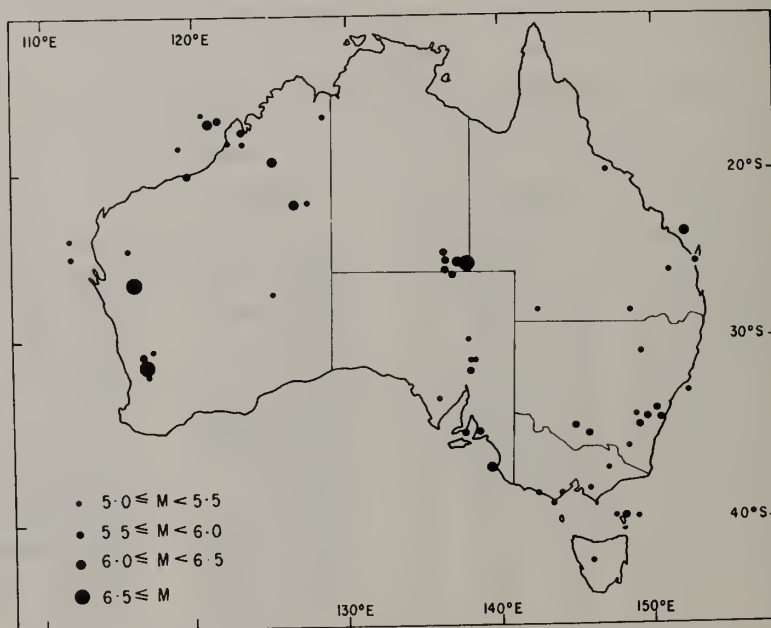 110°E 120°E
20°S
30°S
40°S
• 5·0 ≤ M < 5·5
• 5·5 ≤ M < 6·0
• 6·0 ≤ M < 6·5
• 6·5 ≤ M
130°E 140°E 150°E